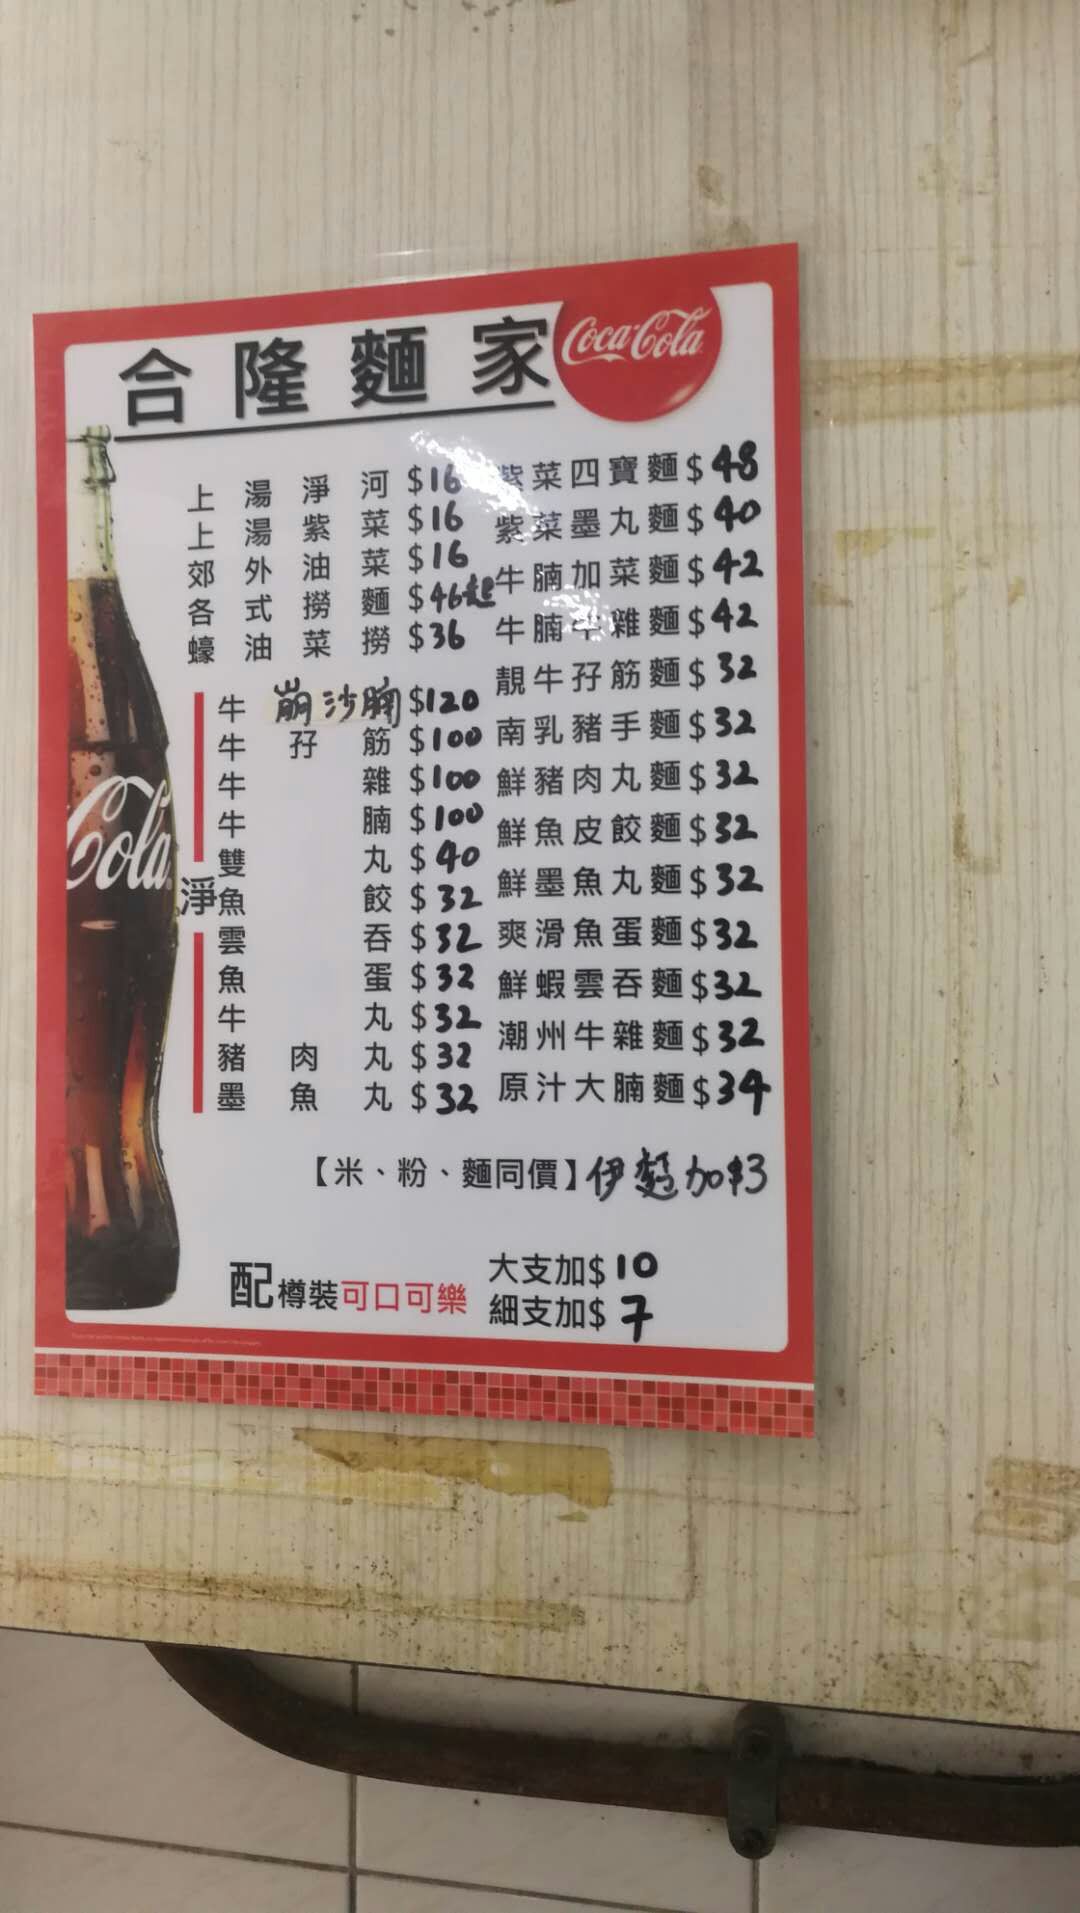 合隆麵家
Coca-Cola
上湯淨河 $16
上湯紫菜 $16
郊外油菜 $16
各式撈麵 $46起
蠔油菜撈 $36
淨
牛崩沙腩 $120
牛孖筋 $100
牛雜 $100
牛腩 $100
雙丸 $40
魚餃 $32
雲吞 $32
魚蛋 $32
牛丸 $32
豬肉丸 $32
墨魚丸 $32
紫菜四寶麵 $48
紫菜墨丸麵 $40
牛腩加菜麵 $42
牛腩牛雜麵 $42
靚牛孖筋麵 $32
南乳豬手麵 $32
鮮豬肉丸麵 $32
鮮魚皮餃麵 $32
鮮墨魚丸麵 $32
爽滑魚蛋麵 $32
鮮蝦雲吞麵 $32
潮州牛雜麵 $32
原汁大腩麵 $34
【米、粉、麵同價】伊麵加$3
配樽裝可口可樂
大支加$10
細支加$7
Cola